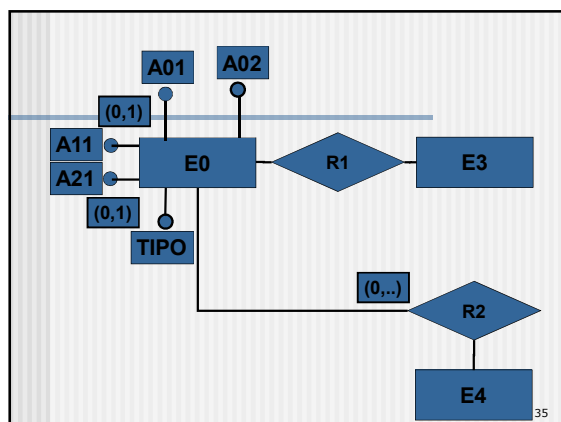 A01
A02
(0,1)
A11
E0
R1
E3
A21
(0,1)
TIPO
(0,..)
R2
E4
35